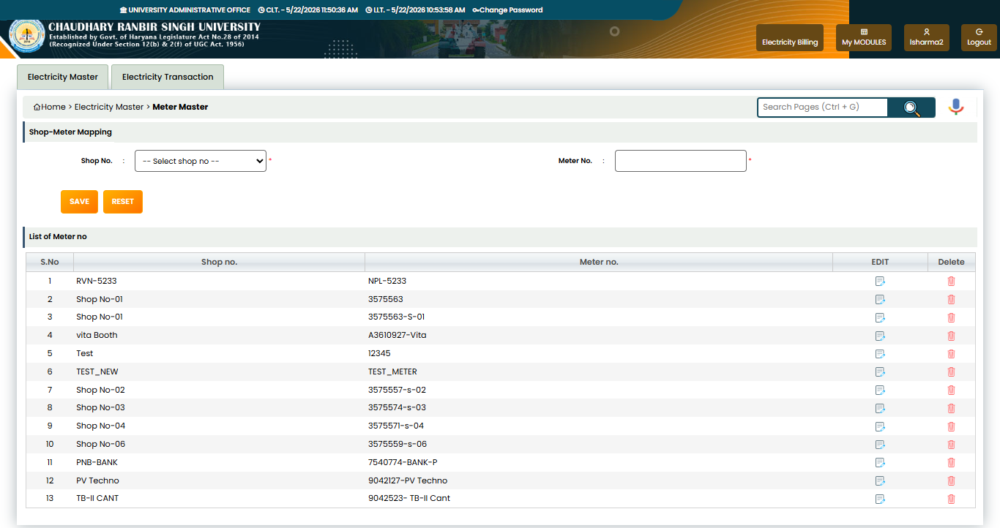 UNIVERSITY ADMINISTRATIVE OFFICE CLT. - 5/22/2026 11:50:36 AM LLT. - 5/22/2026 10:53:58 AM Change Password
CHAUDHARY RANBIR SINGH UNIVERSITY
Established by Govt. of Haryana Legislature Act No.28 of 2014
(Recognized Under Section 12(b) & 2(f) of UGC Act, 1956)
Electricity Billing My MODULES lsharma2 Logout
Electricity Master Electricity Transaction
Home > Electricity Master > Meter Master Search Pages (Ctrl + G)
Shop-Meter Mapping
Shop No. : -- Select shop no -- * Meter No. : *
SAVE RESET
List of Meter no
S.No Shop no. Meter no. EDIT Delete
1 RVN-5233 NPL-5233
2 Shop No-01 3575563
3 Shop No-01 3575563-S-01
4 vita Booth A3610927-Vita
5 Test 12345
6 TEST_NEW TEST_METER
7 Shop No-02 3575557-s-02
8 Shop No-03 3575574-s-03
9 Shop No-04 3575571-s-04
10 Shop No-06 3575559-s-06
11 PNB-BANK 7540774-BANK-P
12 PV Techno 9042127-PV Techno
13 TB-II CANT 9042523- TB-II Cant